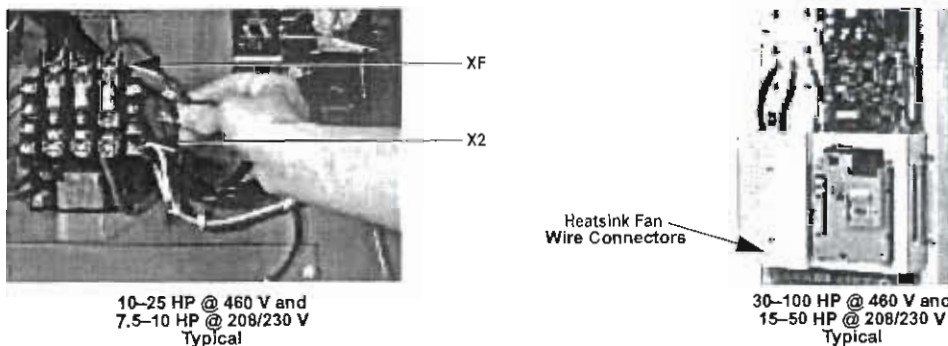 XF
X2
10–25 HP @ 460 V and
7.5–10 HP @ 208/230 V
Typical
Heatsink Fan
Wire Connectors
30–100 HP @ 460 V and
15–50 HP @ 208/230 V
Typical